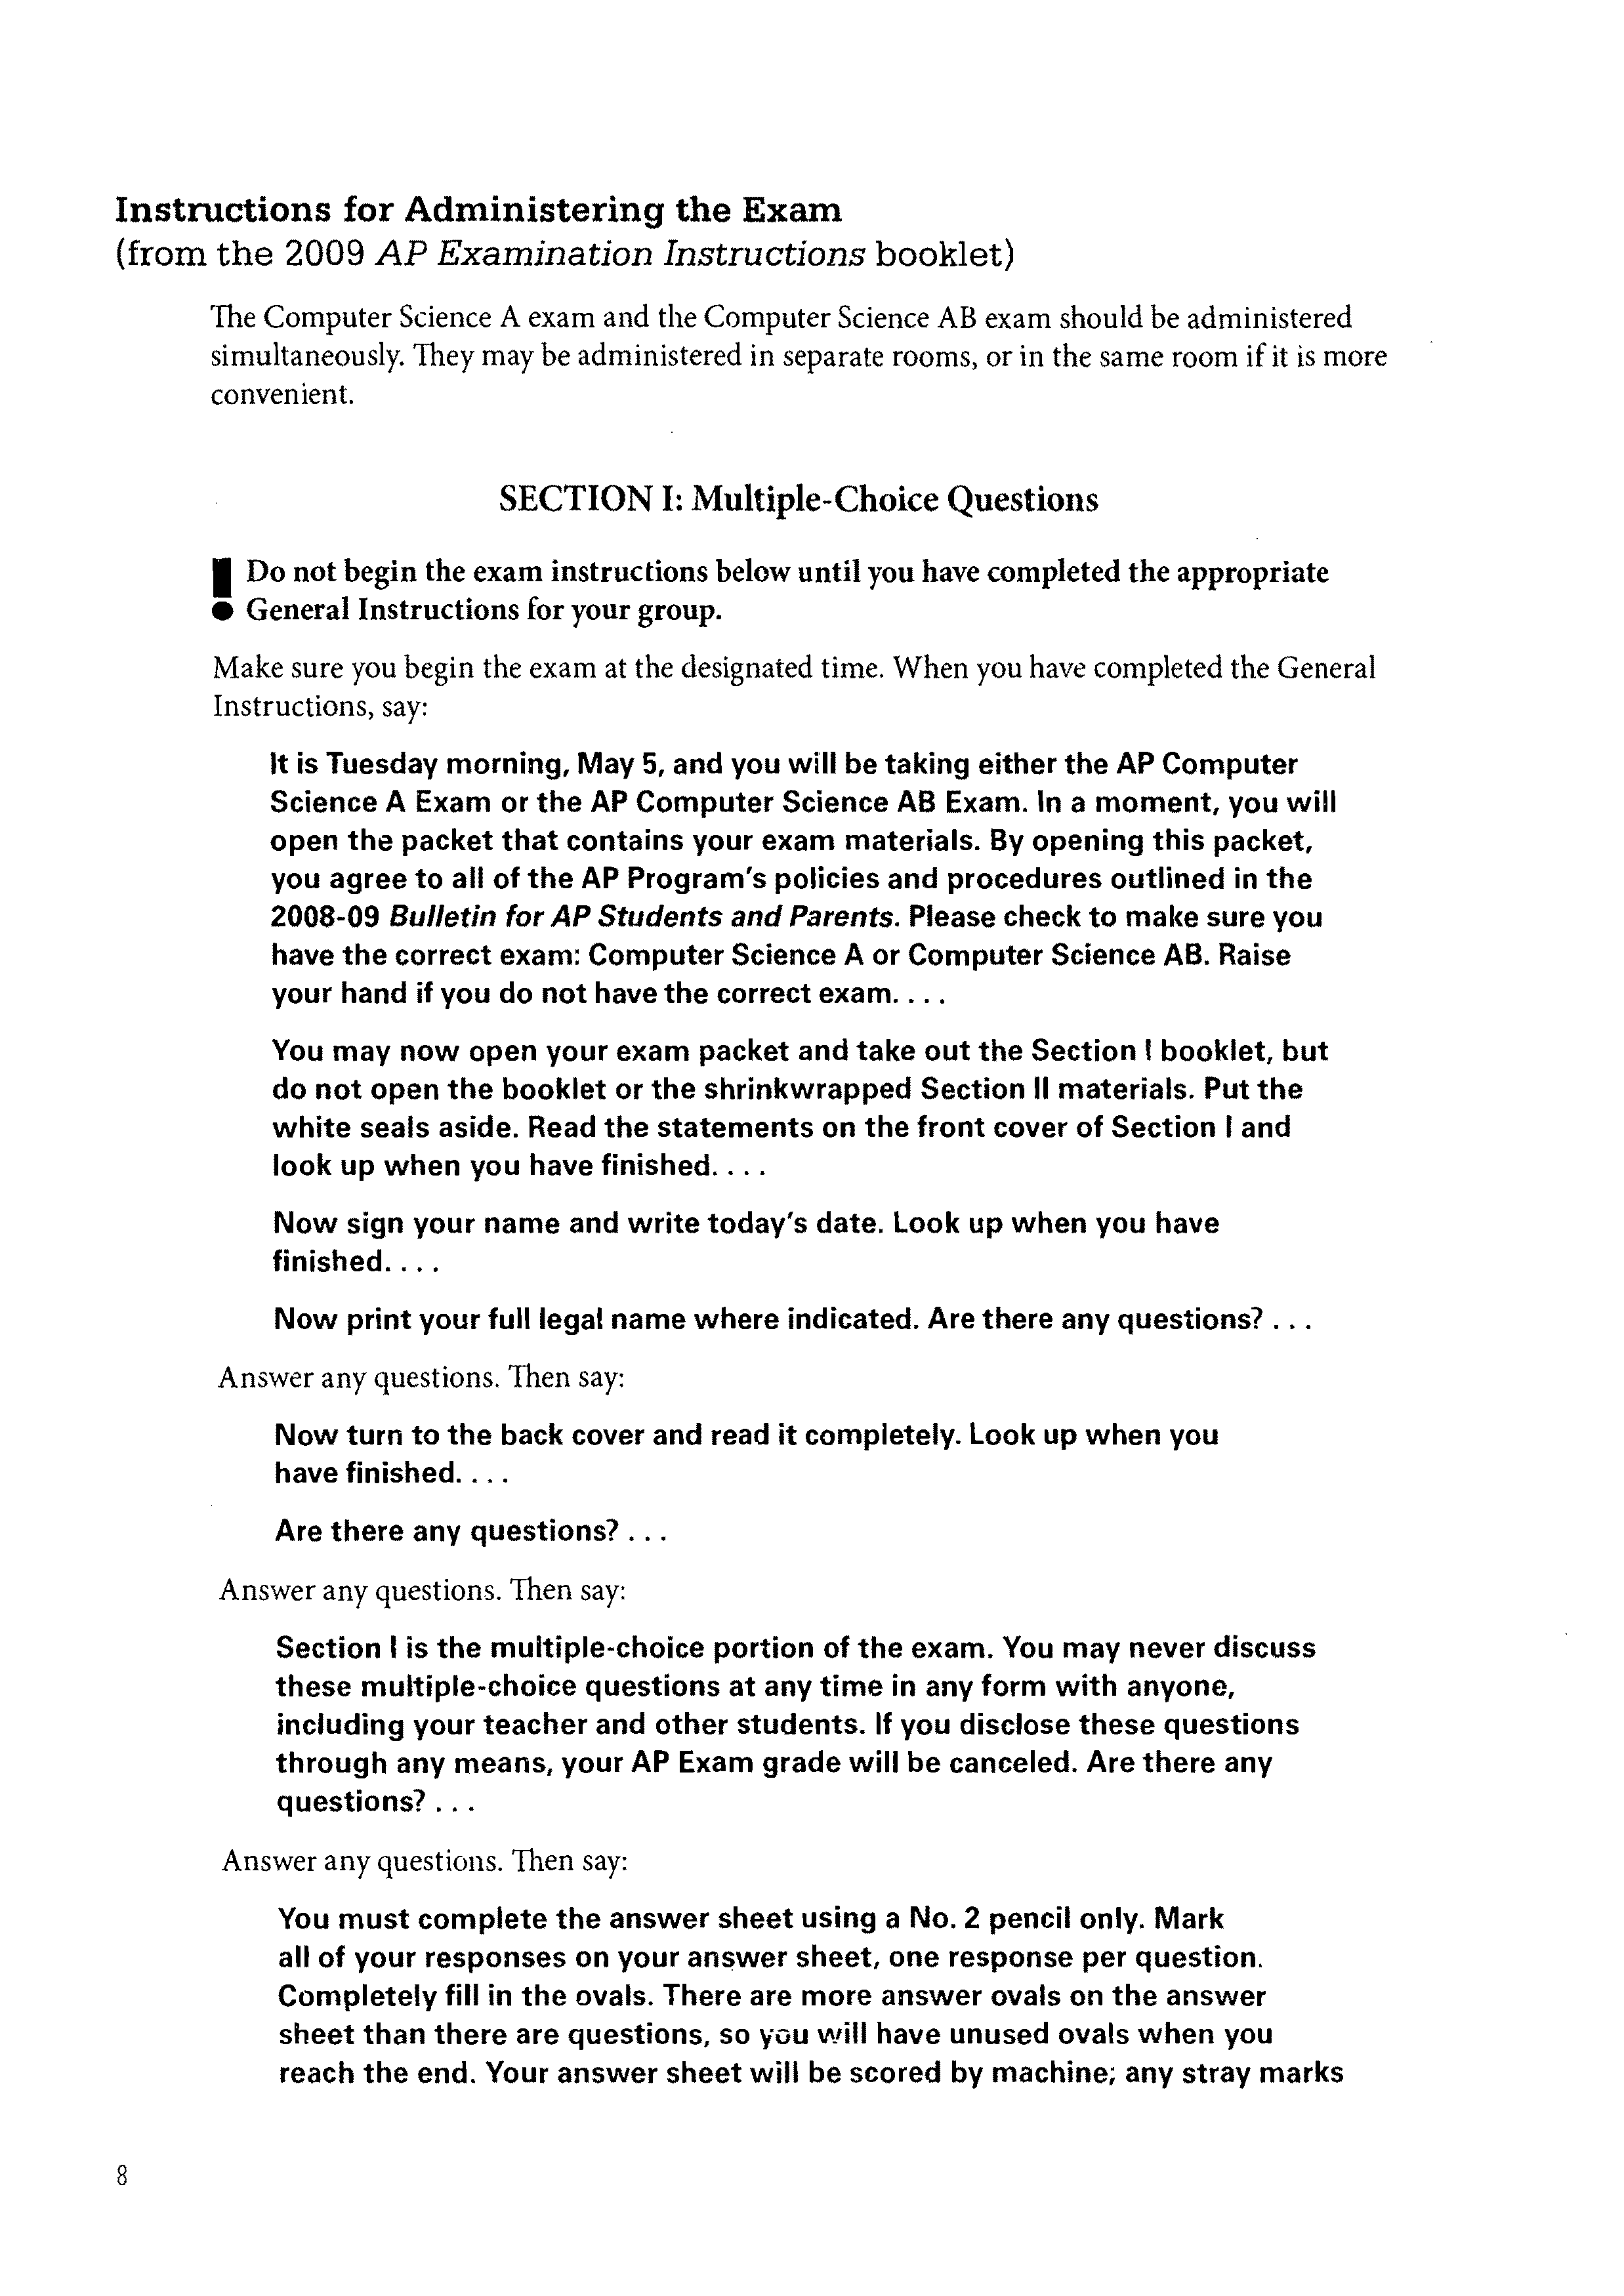 Instructions for Administering the Exam
(from the 2009 AP Examination Instructions booklet)
The Computer Science A exam and the Computer Science AB exam should be administered
simultaneously. They may be administered in separate rooms, or in the same room if it is more
convenient.
SECTION I: Multiple-Choice Questions
Do not begin the exam instructions below until you have completed the appropriate
General Instructions for your group.
Make sure you begin the exam at the designated time. When you have completed the General
Instructions, say:
It is Tuesday morning, May 5, and you will be taking either the AP Computer
Science A Exam or the AP Computer Science AB Exam. In a moment, you will
open the packet that contains your exam materials. By opening this packet,
you agree to all of the AP Program's policies and procedures outlined in the
2008-09 Bulletin for AP Students and Parents. Please check to make sure you
have the correct exam: Computer Science A or Computer Science AB. Raise
your hand if you do not have the correct exam. . . .
You may now open your exam packet and take out the Section I booklet, but
do not open the booklet or the shrinkwrapped Section II materials. Put the
white seals aside. Read the statements on the front cover of Section I and
look up when you have finished. . . .
Now sign your name and write today's date. Look up when you have
finished. . . .
Now print your full legal name where indicated. Are there any questions? . . .
Answer any questions. Then say:
Now turn to the back cover and read it completely. Look up when you
have finished. . . .
Are there any questions? . . .
Answer any questions. Then say:
Section I is the multiple-choice portion of the exam. You may never discuss
these multiple-choice questions at any time in any form with anyone,
including your teacher and other students. If you disclose these questions
through any means, your AP Exam grade will be canceled. Are there any
questions? . . .
Answer any questions. Then say:
You must complete the answer sheet using a No. 2 pencil only. Mark
all of your responses on your answer sheet, one response per question.
Completely fill in the ovals. There are more answer ovals on the answer
sheet than there are questions, so you will have unused ovals when you
reach the end. Your answer sheet will be scored by machine; any stray marks
8